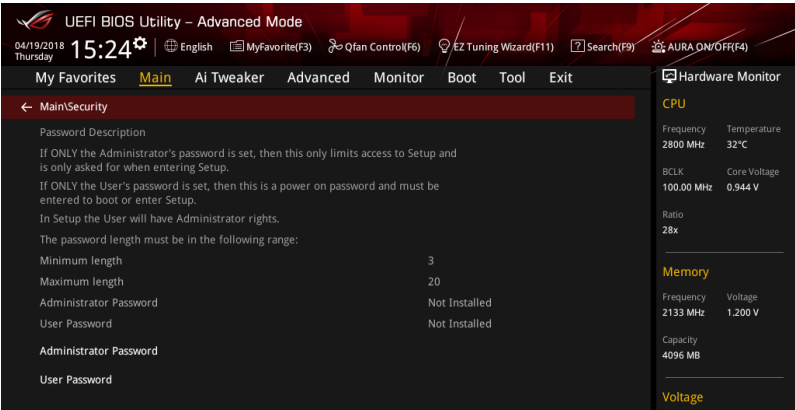 UEFI BIOS Utility – Advanced Mode
04/19/2018
Thursday
15:24
English
MyFavorite(F3)
Qfan Control(F6)
EZ Tuning Wizard(F11)
? Search(F9)
AURA ON/OFF(F4)
My Favorites Main Ai Tweaker Advanced Monitor Boot Tool Exit
Main\Security
Password Description
If ONLY the Administrator's password is set, then this only limits access to Setup and
is only asked for when entering Setup.
If ONLY the User's password is set, then this is a power on password and must be
entered to boot or enter Setup.
In Setup the User will have Administrator rights.
The password length must be in the following range:
Minimum length 3
Maximum length 20
Administrator Password Not Installed
User Password Not Installed
Administrator Password
User Password
Hardware Monitor
CPU
Frequency Temperature
2800 MHz 32°C
BCLK Core Voltage
100.00 MHz 0.944 V
Ratio
28x
Memory
Frequency Voltage
2133 MHz 1.200 V
Capacity
4096 MB
Voltage